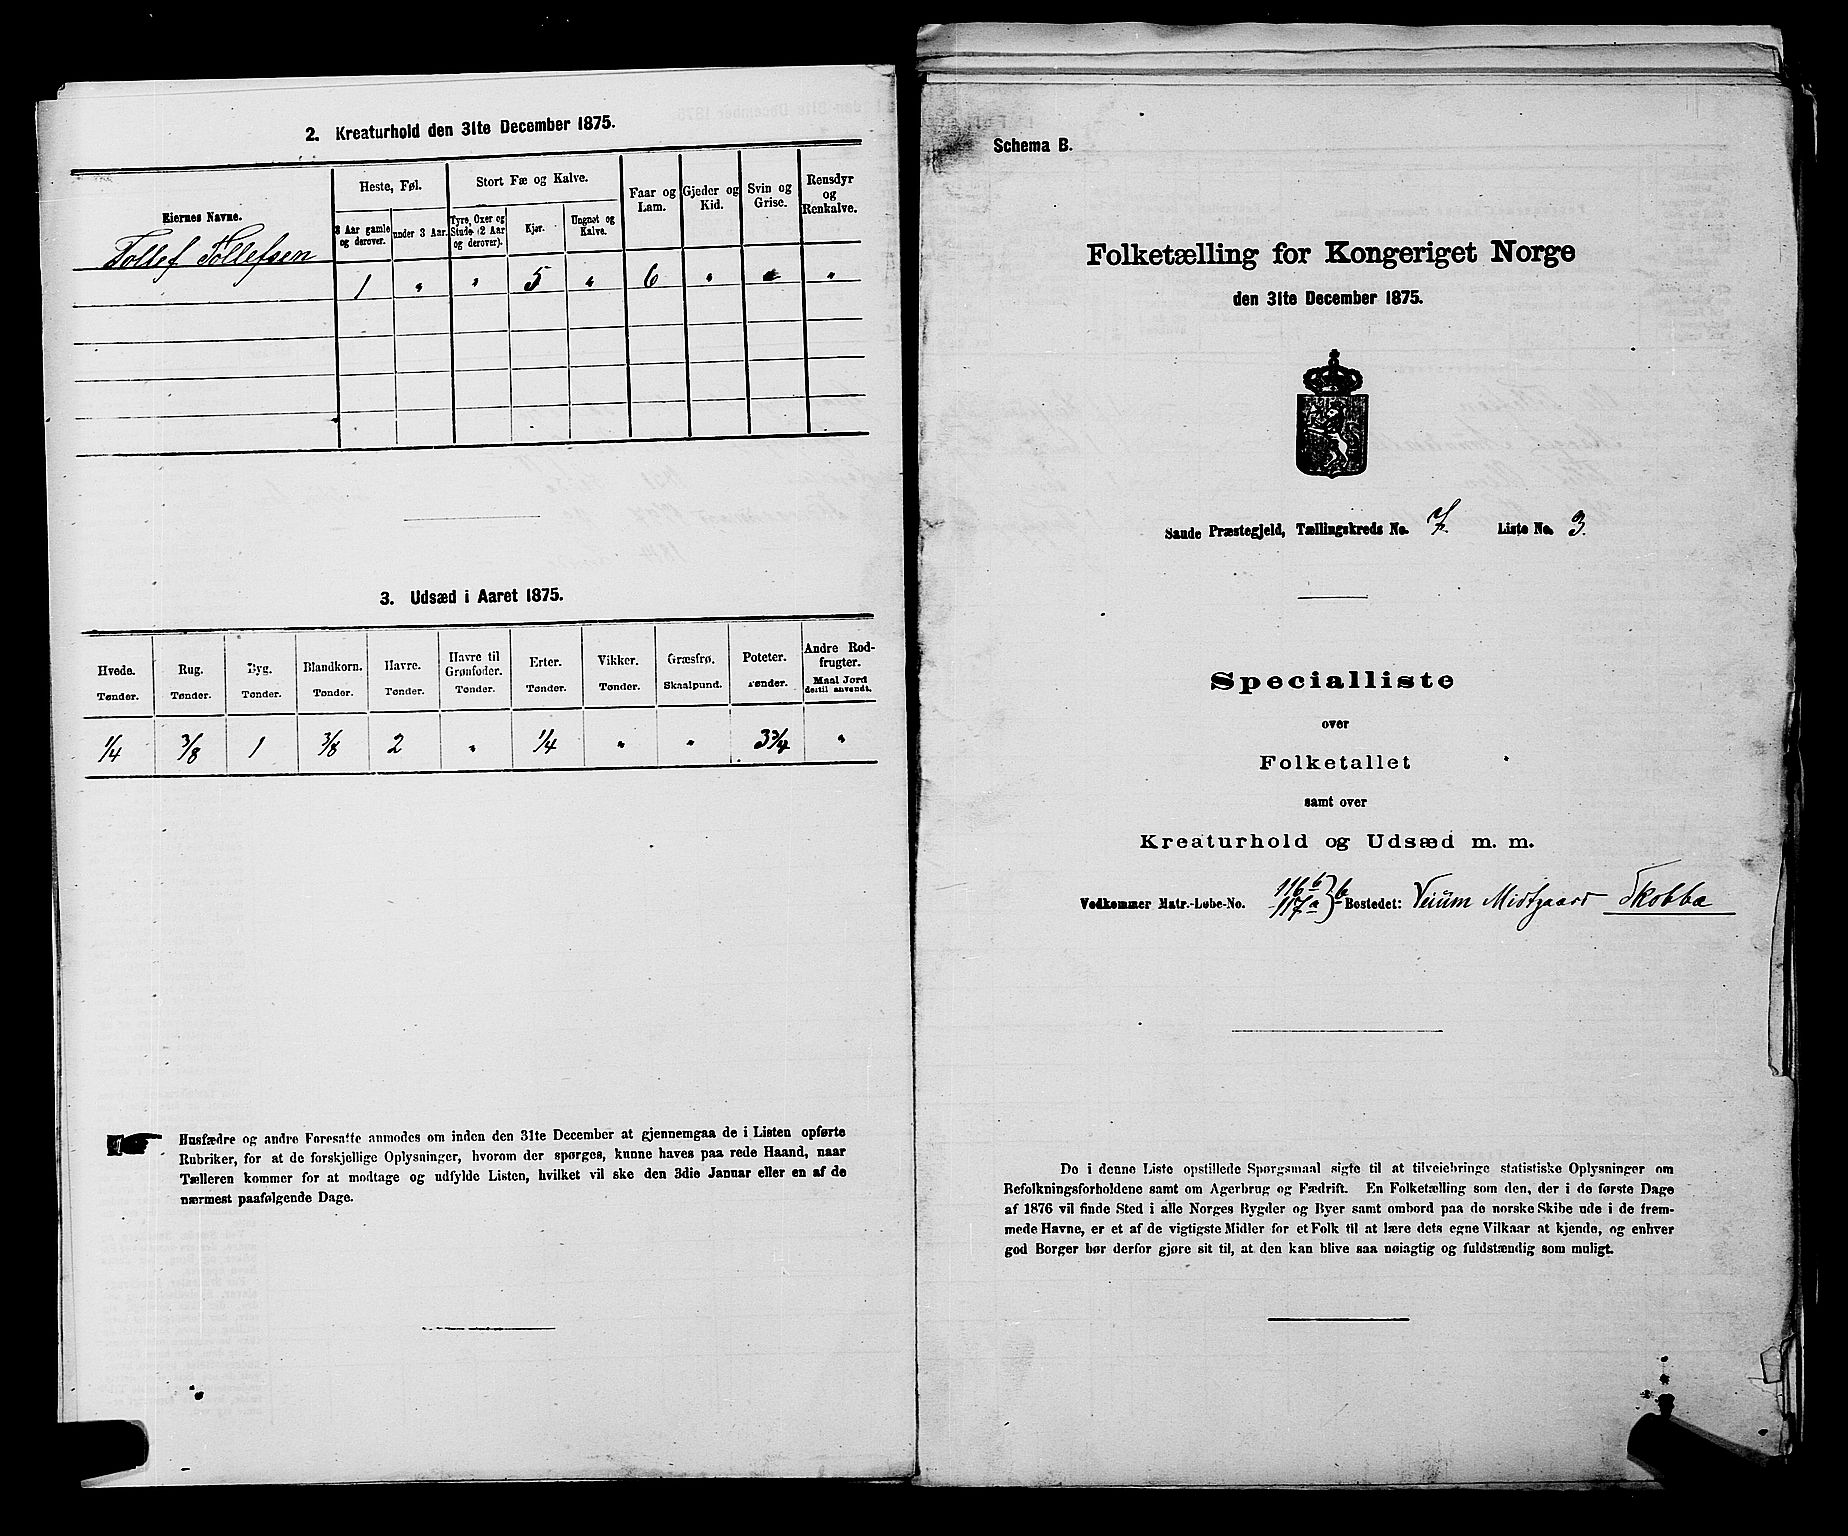 2. Kreaturhold den 31te December 1875.
Eiernes Navne.
Heste, Føl.
Stort Fæ og Kalve.
Faar og Lam.
Gjeder og Kid.
Svin og Grise.
Rensdyr og Renkalve.
3 Aar gamle og derover.
under 3 Aar.
Tyre, Oxer og Stude (2 Aar og derover).
Kjør.
Ungnøt og Kalve.
Tollef Tollefsen
1 " " 5 " 6 " " "
3. Udsæd i Aaret 1875.
Hvede. Rug. Byg. Blandkorn. Havre. Havre til Grønfoder. Erter. Vikker. Græsfrø. Poteter. Andre Rodfrugter.
Tønder. Tønder. Tønder. Tønder. Tønder. Tønder. Tønder. Tønder. Skaalpund. Tønder. Maal Jord dertil anvendt.
1/4 3/8 1 3/8 2 " 1/4 " " 3 3/4 "
Husfædre og andre Foresatte anmodes om inden den 31te December at gjennemgaa de i Listen opførte
Rubriker, for at de forskjellige Oplysninger, hvorom der spørges, kunne haves paa rede Haand, naar
Tælleren kommer for at modtage og udfylde Listen, hvilket vil ske den 3die Januar eller en af de
nærmest paafølgende Dage.
Schema B.
Folketælling for Kongeriget Norge
den 31te December 1875.
Sande Præstegjeld, Tællingskreds No. 7. Liste No. 3.
Specialliste
over
Folketallet
samt over
Kreaturhold og Udsæd m. m.
Vedkommer Matr.-Løbe-No. 116 b 117 a } b Bostedet: Veium Midtgaard Skobba
De i denne Liste opstillede Spørgsmaal sigte til at tilveiebringe statistiske Oplysninger om
Befolkningsforholdene samt om Agerbrug og Fædrift. En Folketælling som den, der i de første Dage
af 1876 vil finde Sted i alle Norges Bygder og Byer samt ombord paa de norske Skibe ude i de frem-
mede Havne, er et af de vigtigste Midler for et Folk til at lære dets egne Vilkaar at kjende, og enhver
god Borger bør derfor gjøre sit til, at den kan blive saa nøiagtig og fuldstændig som muligt.